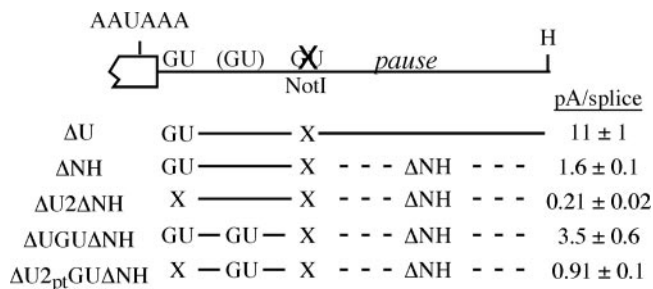 AAUAAA
GU (GU) GU pause H
NotI
pA/splice
ΔU GU X 11 ± 1
ΔNH GU X ΔNH 1.6 ± 0.1
ΔU2ΔNH X X 0.21 ± 0.02
ΔUGUΔNH GU GU X ΔNH 3.5 ± 0.6
ΔU2ptGUΔNH X GU X ΔNH 0.91 ± 0.1